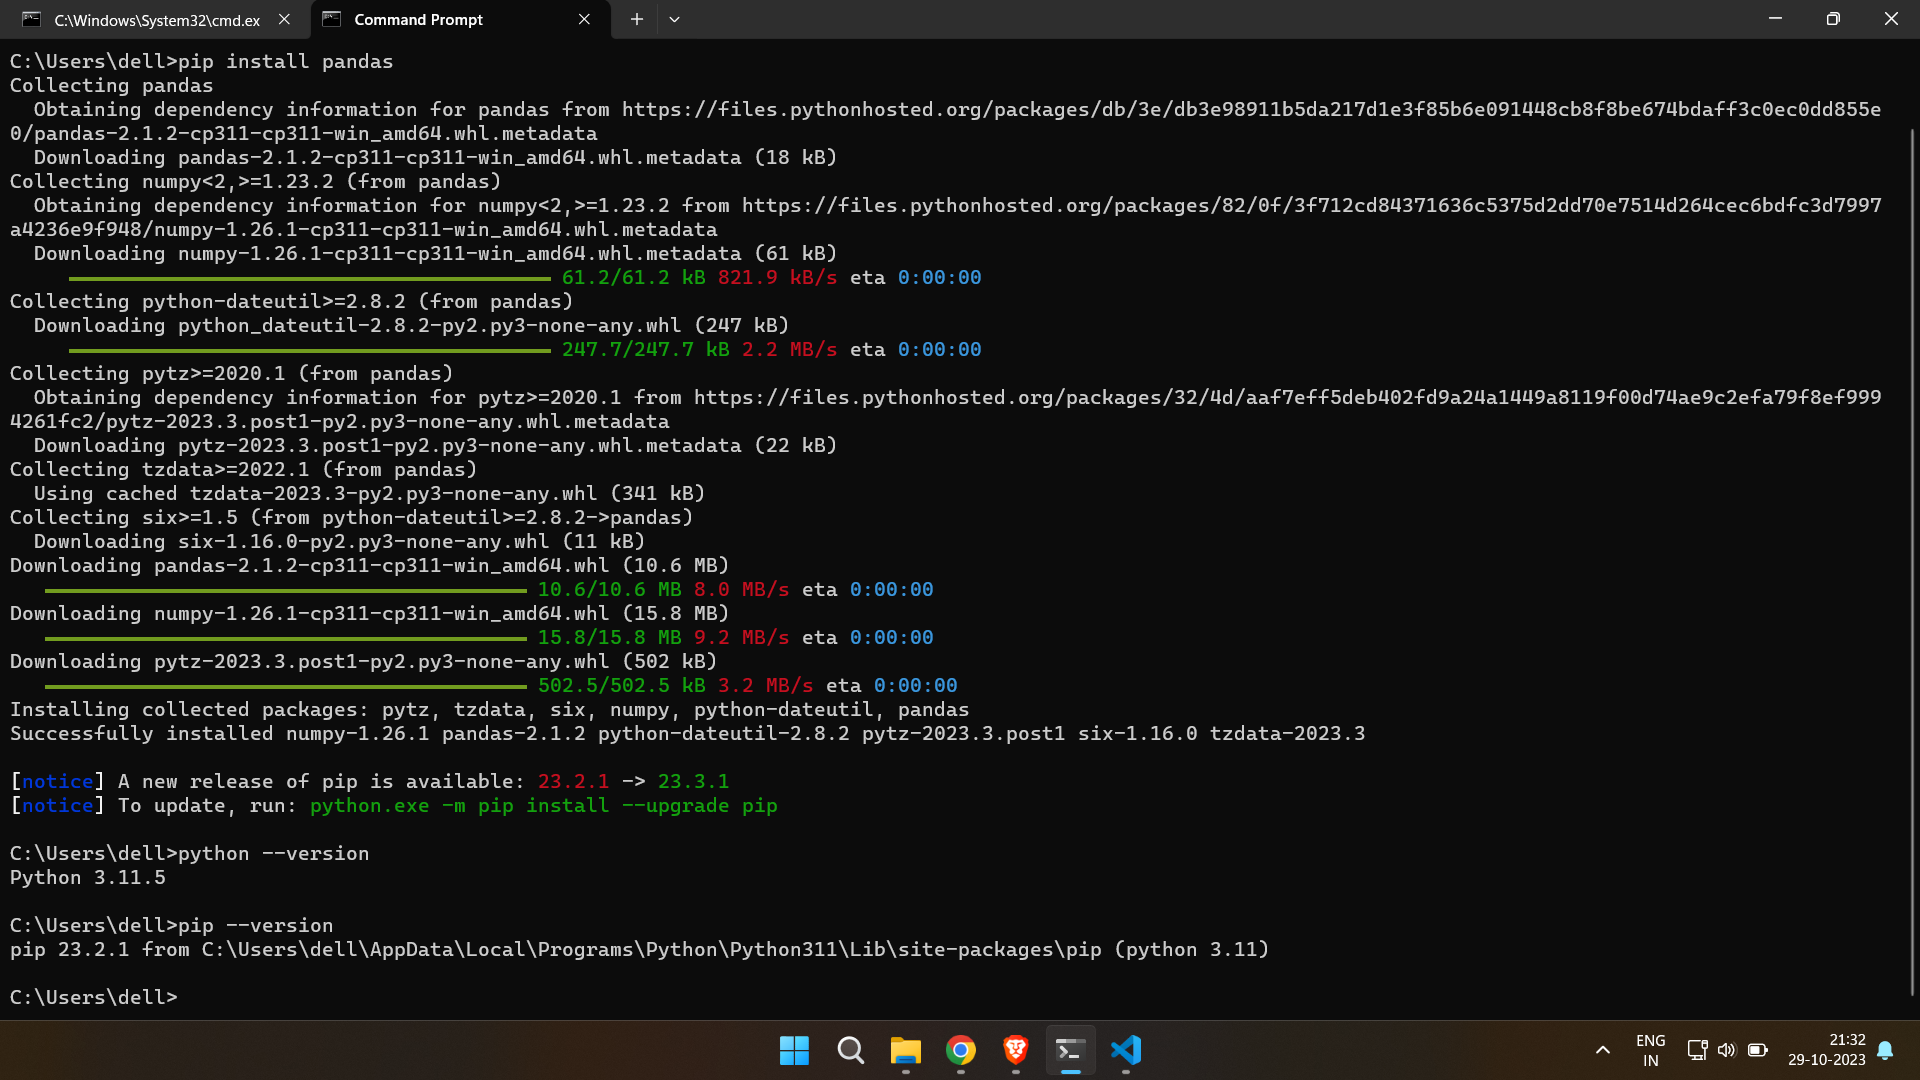 C:\Windows\System32\cmd.ex
Command Prompt
C:\Users\dell>pip install pandas
Collecting pandas
  Obtaining dependency information for pandas from https://files.pythonhosted.org/packages/db/3e/db3e98911b5da217d1e3f85b6e091448cb8f8be674bdaff3c0ec0dd855e
0/pandas-2.1.2-cp311-cp311-win_amd64.whl.metadata
  Downloading pandas-2.1.2-cp311-cp311-win_amd64.whl.metadata (18 kB)
Collecting numpy<2,>=1.23.2 (from pandas)
  Obtaining dependency information for numpy<2,>=1.23.2 from https://files.pythonhosted.org/packages/82/0f/3f712cd84371636c5375d2dd70e7514d264cec6bdfc3d7997
a4236e9f948/numpy-1.26.1-cp311-cp311-win_amd64.whl.metadata
  Downloading numpy-1.26.1-cp311-cp311-win_amd64.whl.metadata (61 kB)
61.2/61.2 kB 821.9 kB/s eta 0:00:00
Collecting python-dateutil>=2.8.2 (from pandas)
  Downloading python_dateutil-2.8.2-py2.py3-none-any.whl (247 kB)
247.7/247.7 kB 2.2 MB/s eta 0:00:00
Collecting pytz>=2020.1 (from pandas)
  Obtaining dependency information for pytz>=2020.1 from https://files.pythonhosted.org/packages/32/4d/aaf7eff5deb402fd9a24a1449a8119f00d74ae9c2efa79f8ef999
4261fc2/pytz-2023.3.post1-py2.py3-none-any.whl.metadata
  Downloading pytz-2023.3.post1-py2.py3-none-any.whl.metadata (22 kB)
Collecting tzdata>=2022.1 (from pandas)
  Using cached tzdata-2023.3-py2.py3-none-any.whl (341 kB)
Collecting six>=1.5 (from python-dateutil>=2.8.2->pandas)
  Downloading six-1.16.0-py2.py3-none-any.whl (11 kB)
Downloading pandas-2.1.2-cp311-cp311-win_amd64.whl (10.6 MB)
10.6/10.6 MB 8.0 MB/s eta 0:00:00
Downloading numpy-1.26.1-cp311-cp311-win_amd64.whl (15.8 MB)
15.8/15.8 MB 9.2 MB/s eta 0:00:00
Downloading pytz-2023.3.post1-py2.py3-none-any.whl (502 kB)
502.5/502.5 kB 3.2 MB/s eta 0:00:00
Installing collected packages: pytz, tzdata, six, numpy, python-dateutil, pandas
Successfully installed numpy-1.26.1 pandas-2.1.2 python-dateutil-2.8.2 pytz-2023.3.post1 six-1.16.0 tzdata-2023.3
[notice] A new release of pip is available: 23.2.1 -> 23.3.1
[notice] To update, run: python.exe -m pip install --upgrade pip
C:\Users\dell>python --version
Python 3.11.5
C:\Users\dell>pip --version
pip 23.2.1 from C:\Users\dell\AppData\Local\Programs\Python\Python311\Lib\site-packages\pip (python 3.11)
C:\Users\dell>
ENG
IN
21:32
29-10-2023